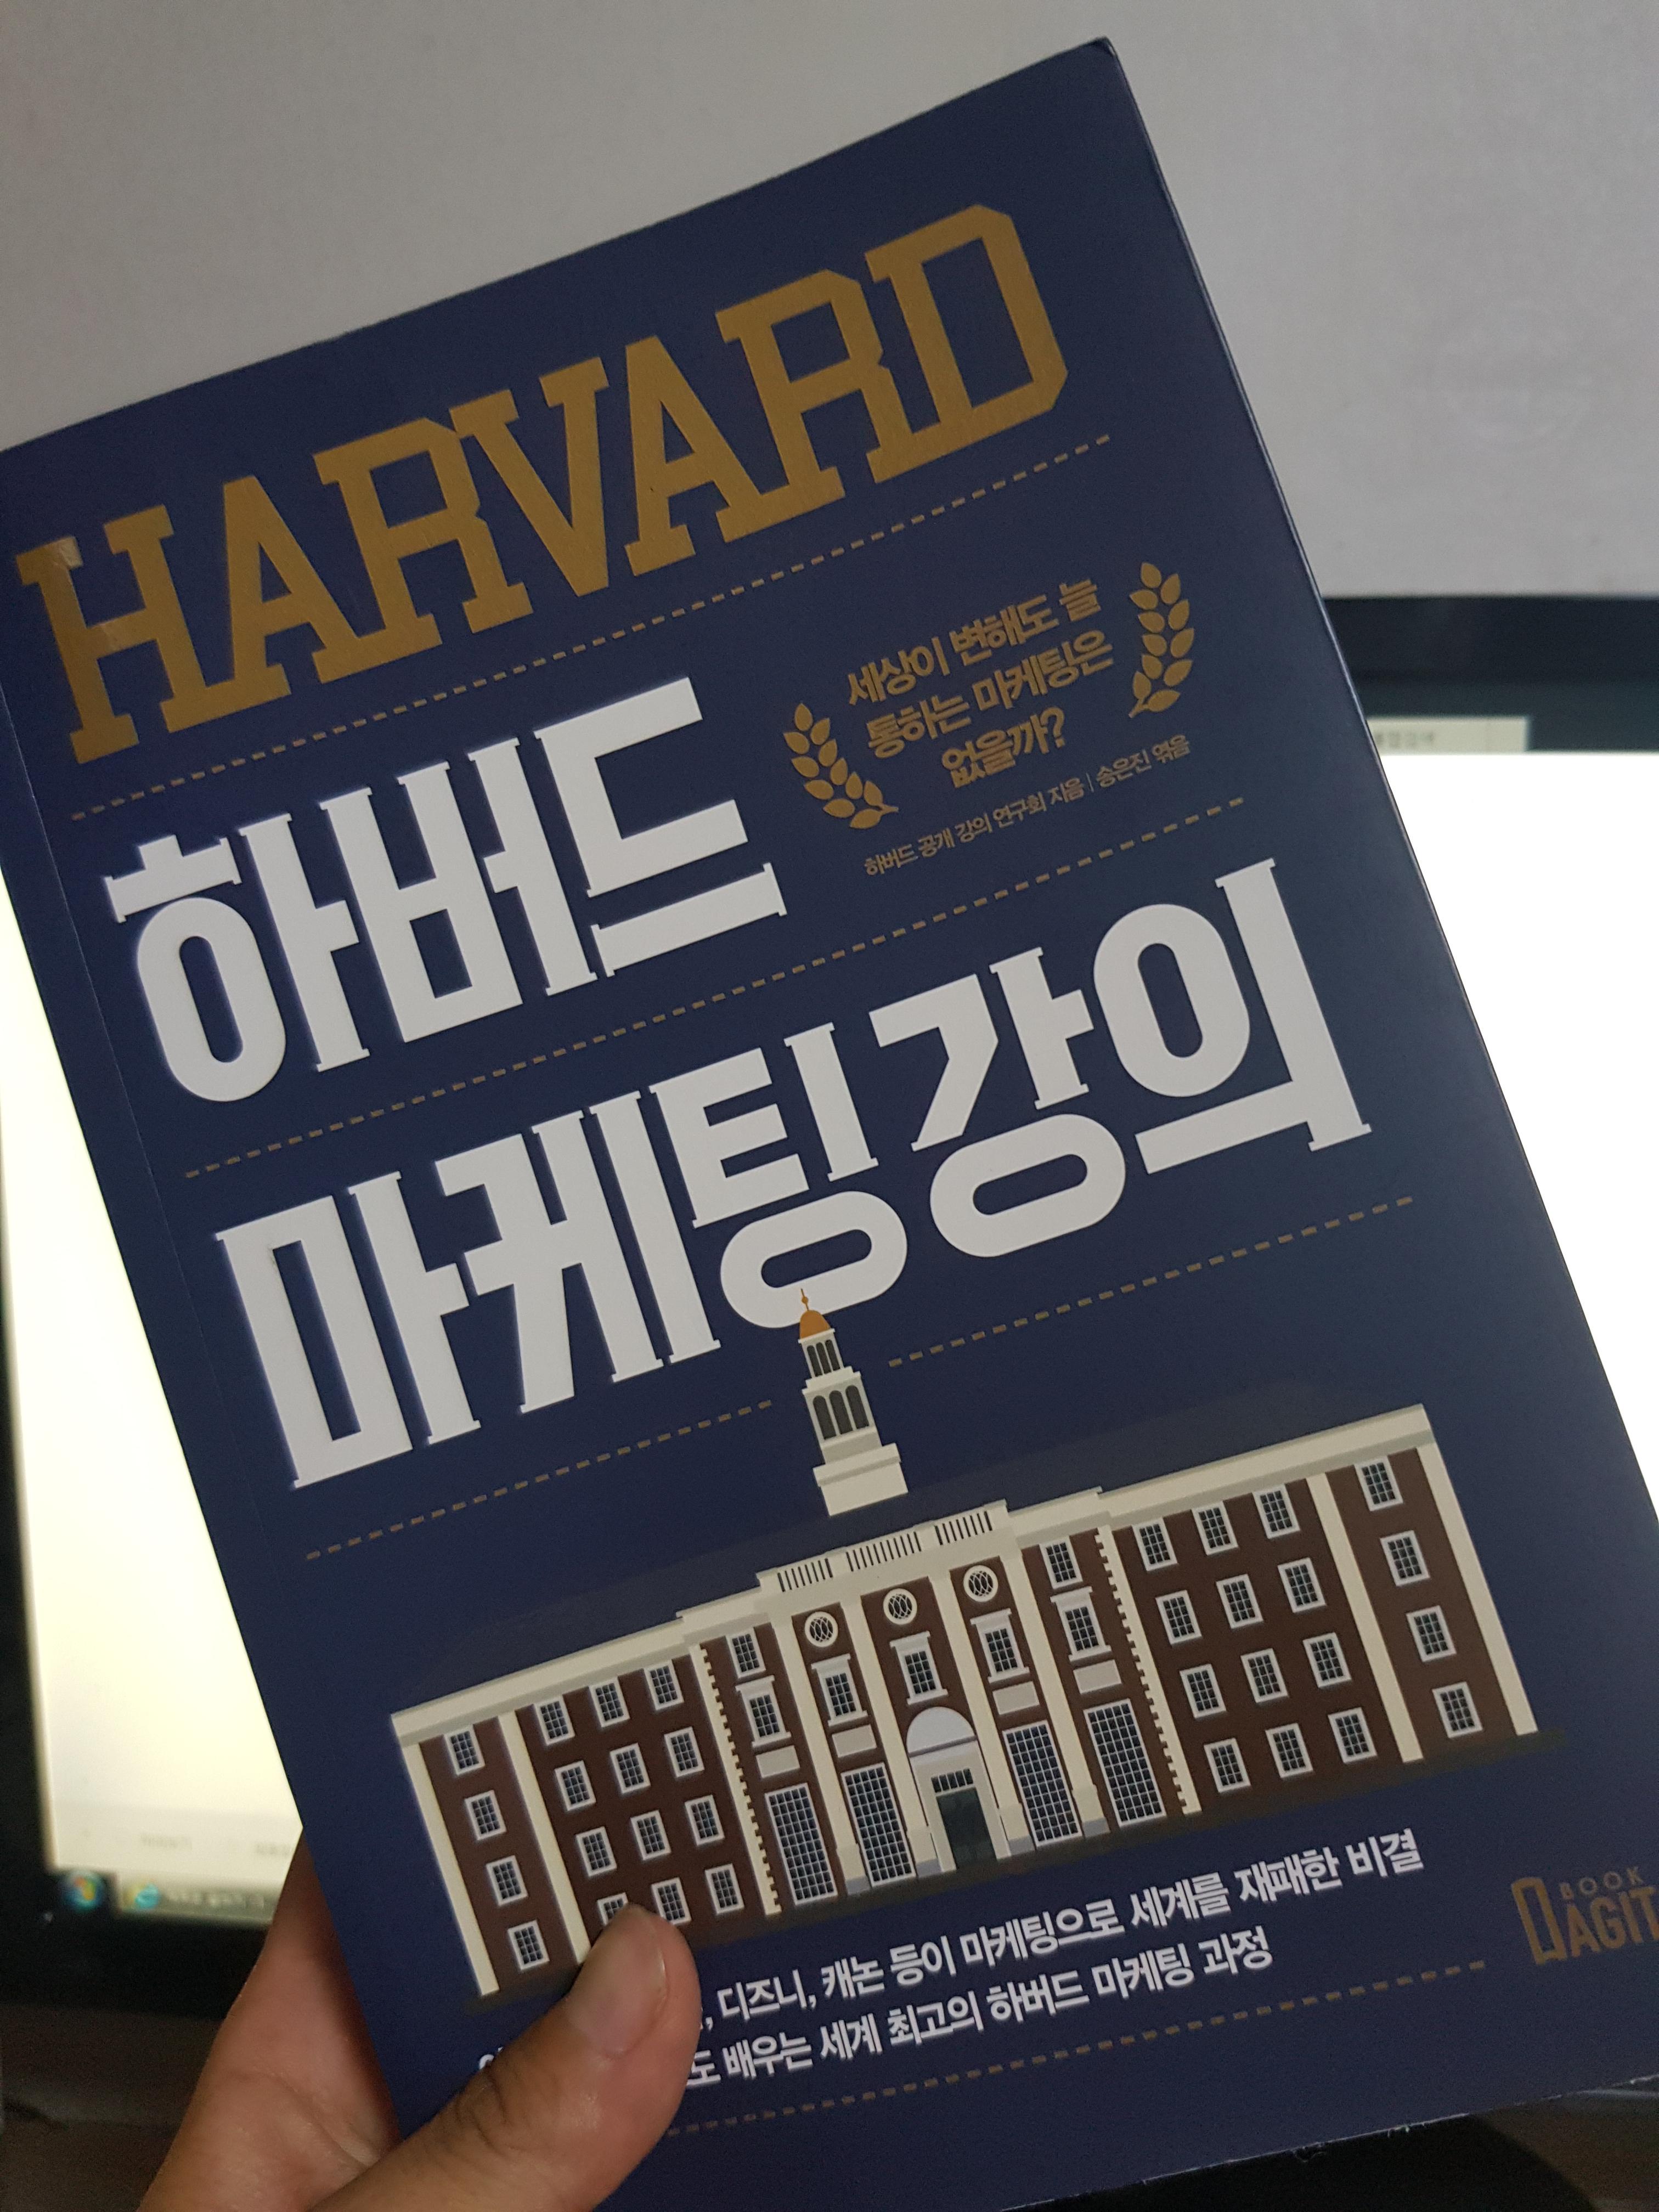 HARVARD
하버드
세상이 변해도 늘
통하는 마케팅은
없을까?
하버드 공개 강의 연구회 지음 | 송은진 엮음
마케팅 강의
, 디즈니, 캐논 등이 마케팅으로 세계를 재패한 비결
도 배우는 세계 최고의 하버드 마케팅 과정
BOOK
AGIT